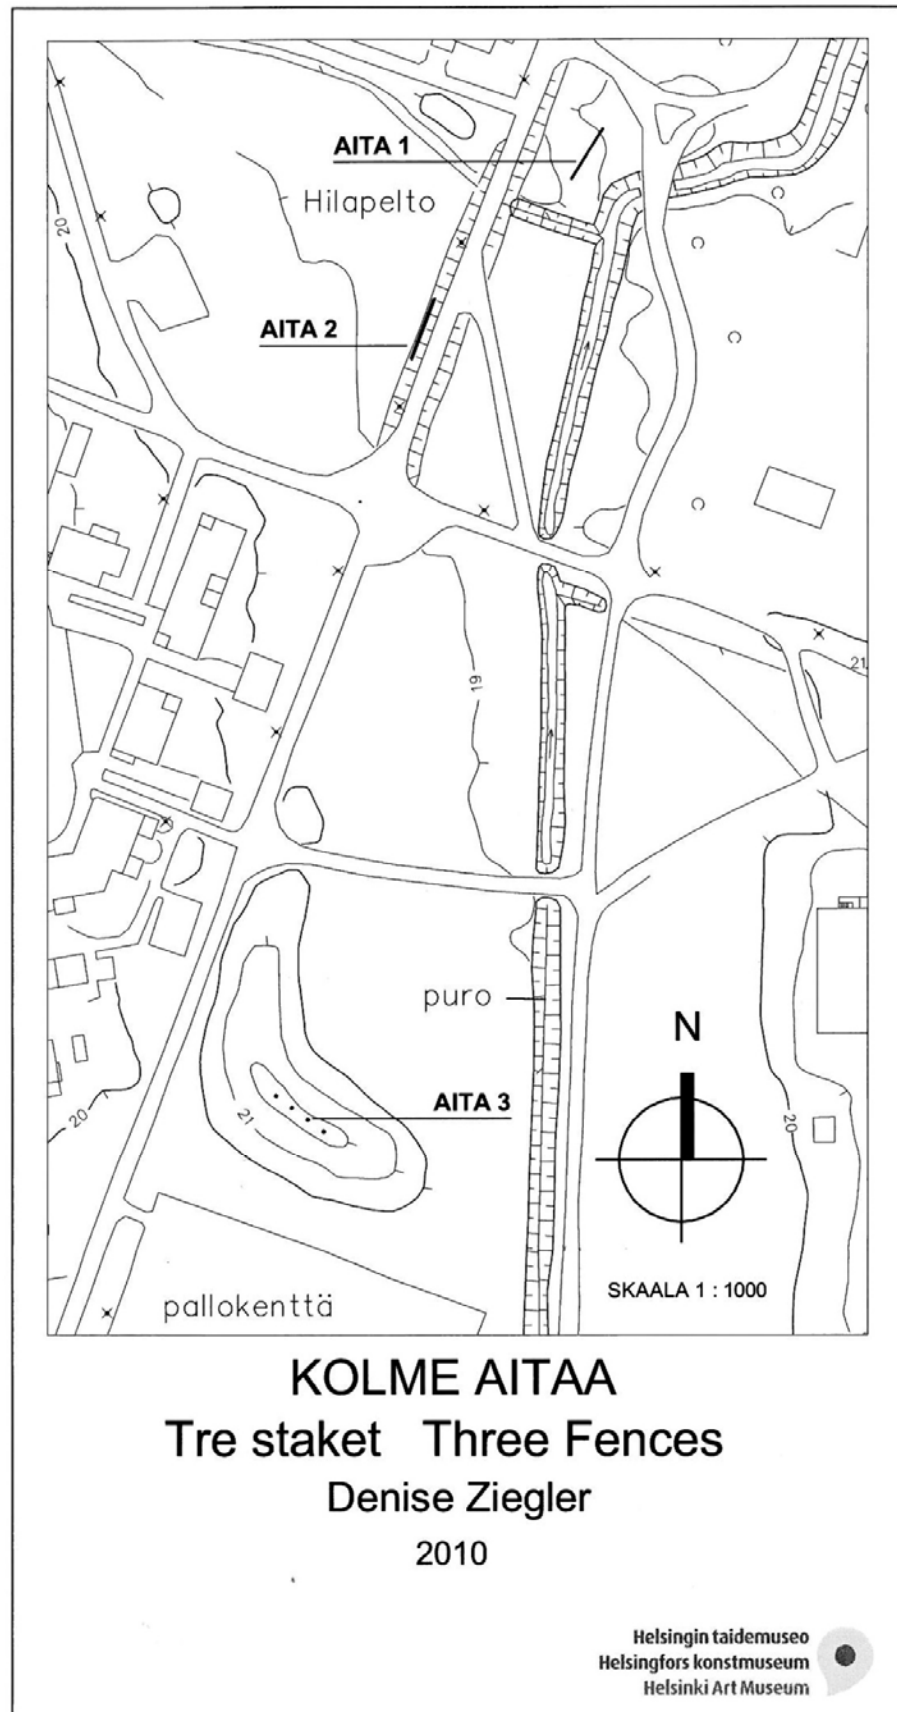 AITA 1
Hilapelto
20
AITA 2
19
21
puro
N
AITA 3
21
20
20
SKAALA 1 : 1000
pallokenttä
KOLME AITAA
Tre staket Three Fences
Denise Ziegler
2010
Helsingin taidemuseo
Helsingfors konstmuseum
Helsinki Art Museum